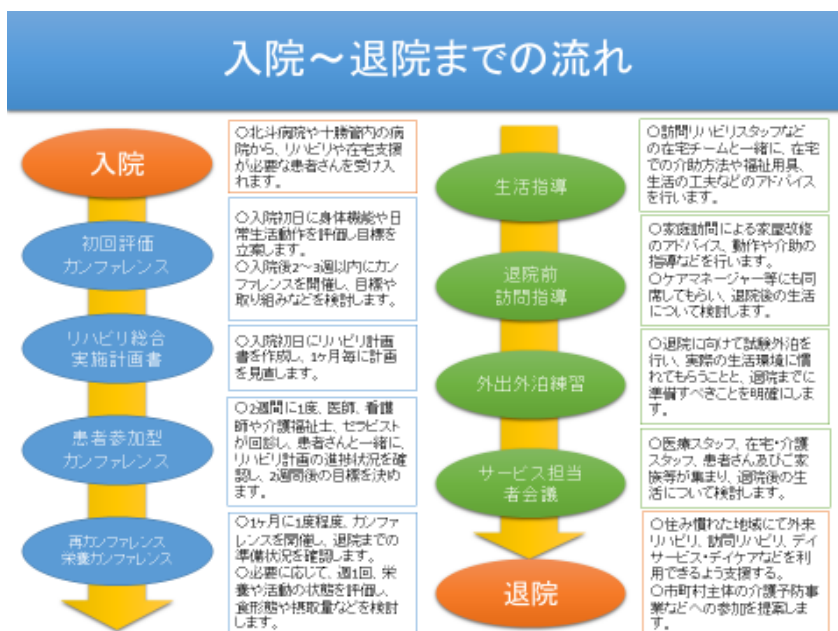 入院～退院までの流れ
入院
○北斗病院や十勝管内の病
院から、リハビリや在宅支援
が必要な患者さんを受け入
れます。
初回評価
カンファレンス
○入院初日に身体機能や日
常生活動作を評価し目標を
立案します。
○入院後2～3週以内にカン
ファレンスを開催し、目標や
取り組みなどを検討します。
リハビリ総合
実施計画書
○入院初日にリハビリ計画
書を作成し、1ヶ月毎に計画
を見直します。
患者参加型
カンファレンス
○2週間に1度、医師、看護
師や介護福祉士、セラピスト
が回診し、患者さんと一緒に、
リハビリ計画の進捗状況を確
認し、2週間後の目標を決め
ます。
再カンファレンス
栄養カンファレンス
○1ヶ月に1度程度、カンファ
レンスを開催し、退院までの
準備状況を確認します。
○必要に応じて、週1回、栄
養や活動の状態を評価し、
食形態や摂取量などを検討
します。
生活指導
○訪問リハビリスタッフなど
の在宅チームと一緒に、在宅
での介助方法や福祉用具、
生活の工夫などのアドバイス
を行います。
退院前
訪問指導
○家庭訪問による家屋改修
のアドバイス、動作や介助の
指導などを行います。
○ケアマネージャー等にも同
席してもらい、退院後の生活
について検討します。
外出外泊練習
○退院に向けて試験外泊を
行い、実際の生活環境に慣
れてもらうことと、退院までに
準備すべきことを明確にしま
す。
サービス担当
者会議
○医療スタッフ、在宅・介護
スタッフ、患者さん及びご家
族等が集まり、退院後の生
活について検討します。
退院
○住み慣れた地域にて外来
リハビリ、訪問リハビリ、デイ
サービス・デイケアなどを利
用できるよう支援する。
○市町村主体の介護予防事
業などへの参加を提案しま
す。